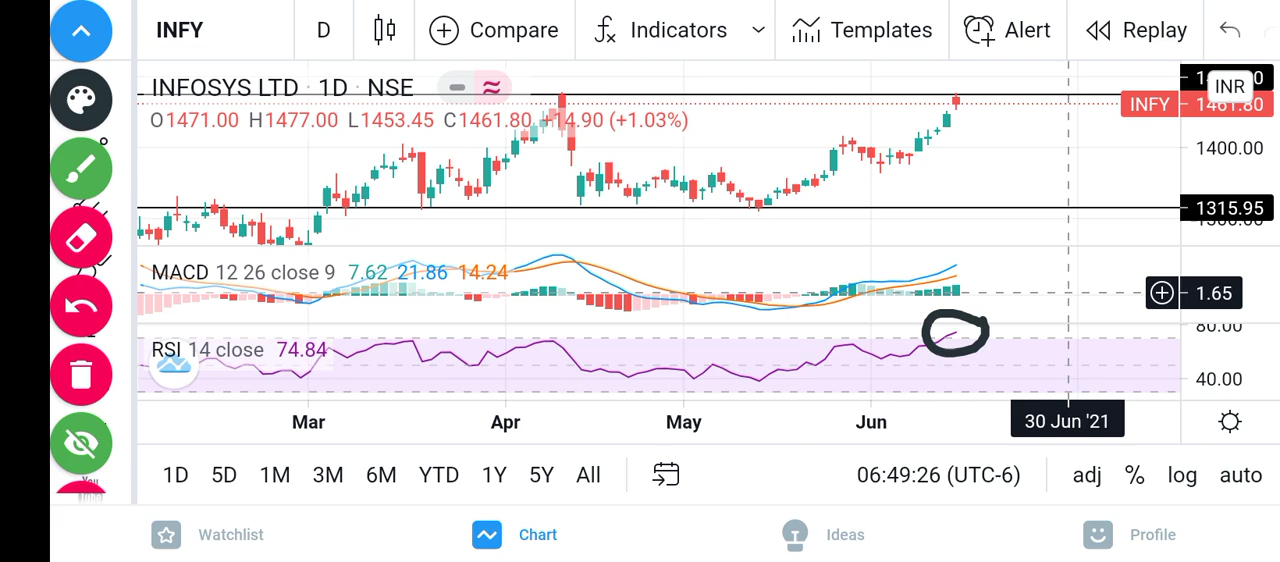 INFY D Compare Indicators Templates Alert Replay
INFOSYS LTD · 1D · NSE
INR
O1471.00 H1477.00 L1453.45 C1461.80 +14.90 (+1.03%)
INFY 1461.80
1400.00
1315.95
MACD 12 26 close 9 7.62 21.86 14.24
1.65
80.00
RSI 14 close 74.84
40.00
Mar Apr May Jun 30 Jun '21
1D 5D 1M 3M 6M YTD 1Y 5Y All 06:49:26 (UTC-6) adj % log auto
Watchlist Chart Ideas Profile